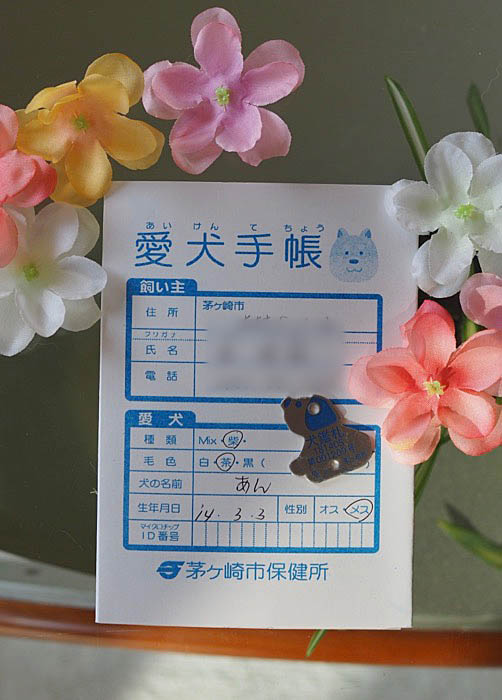 あいけんてちょう
愛犬手帳
飼い主
住所 茅ヶ崎市
フリガナ
氏名
電話
愛犬
種類 Mix・柴・
毛色 白・茶・黒(　)
犬の名前 あん
生年月日 14.3.3 性別 オス・メス
マイクロチップ
ID番号
茅ヶ崎市保健所